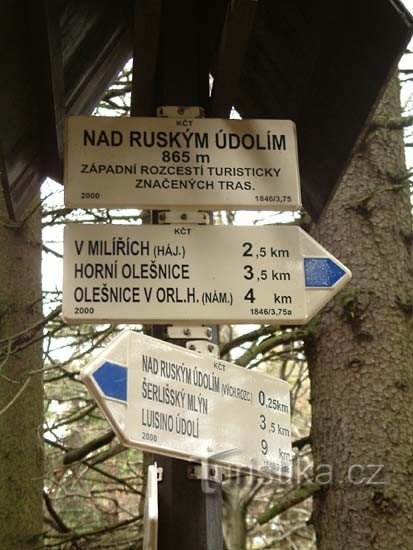 KČT
NAD RUSKÝM ÚDOLÍM
865 m
ZÁPADNÍ ROZCESTÍ TURISTICKY
ZNAČENÝCH TRAS.
2000 1846/3,75
KČT
V MILÍŘÍCH (HÁJ.) 2,5 km
HORNÍ OLEŠNICE 3,5 km
OLEŠNICE V ORL.H. (NÁM.) 4 km
2000 1846/3,75a
KČT
NAD RUSKÝM ÚDOLÍM (VÝCH.ROZC.) 0,25km
ŠERLIŠSKÝ MLÝN 3,5 km
LUISINO ÚDOLÍ 9 km
2000
turistika.cz